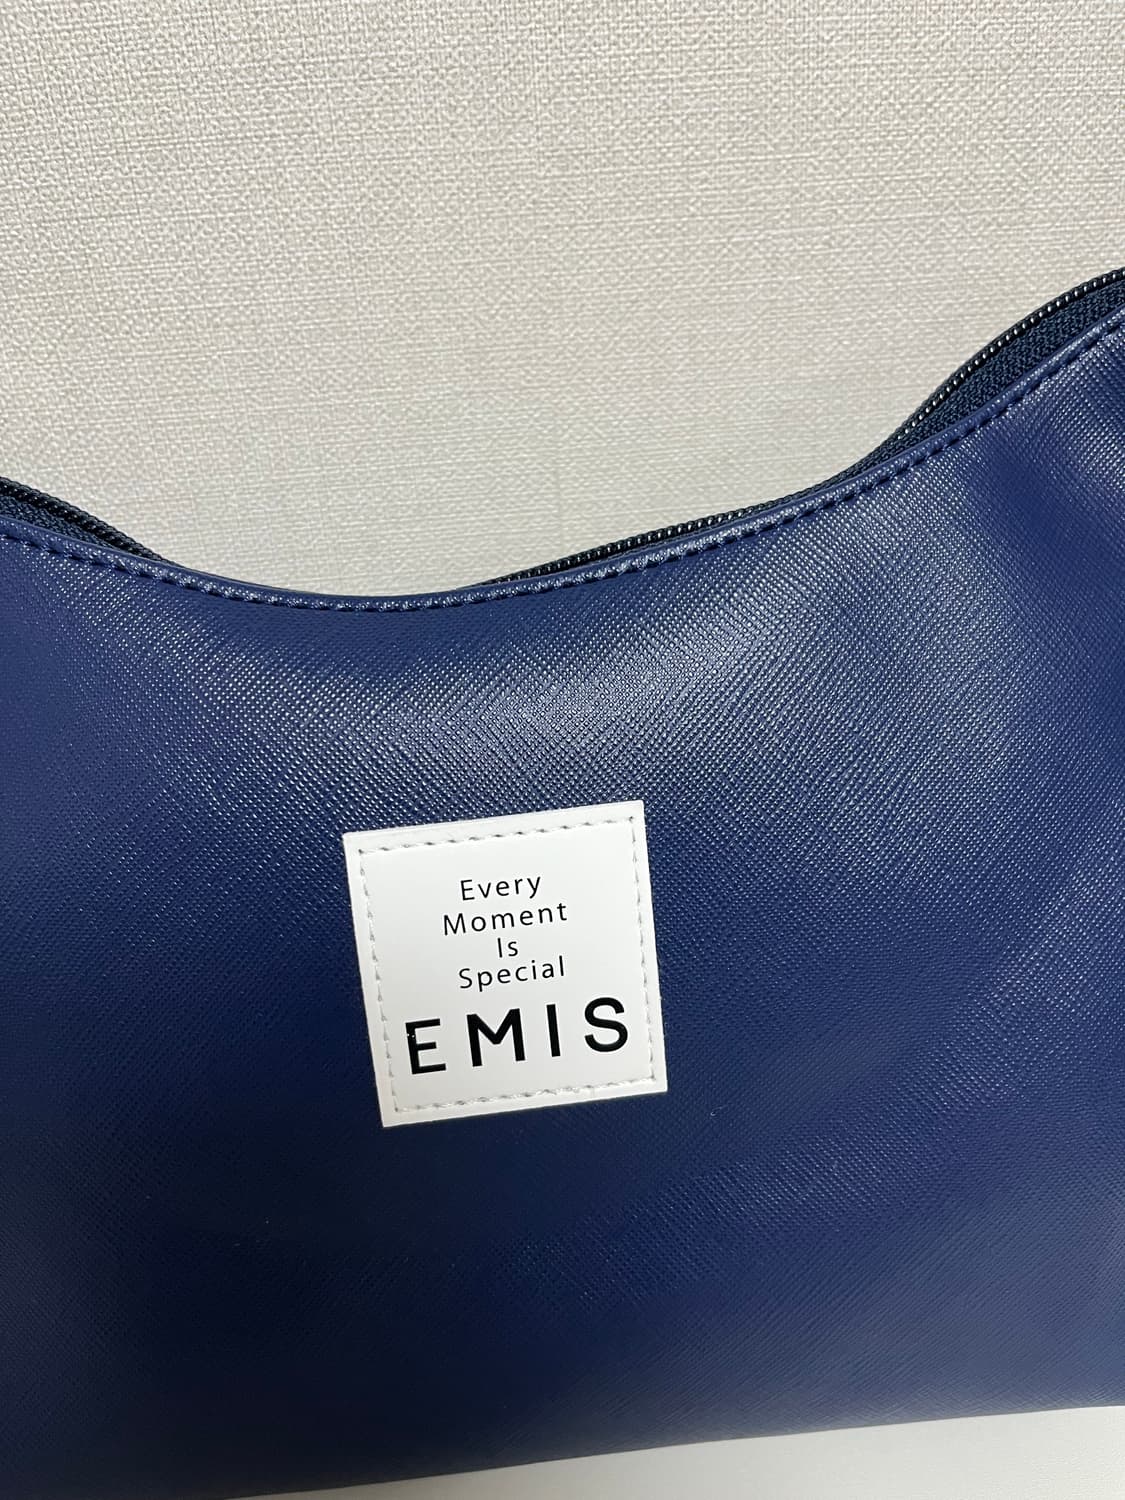 Every
Moment
Is
Special
EMIS